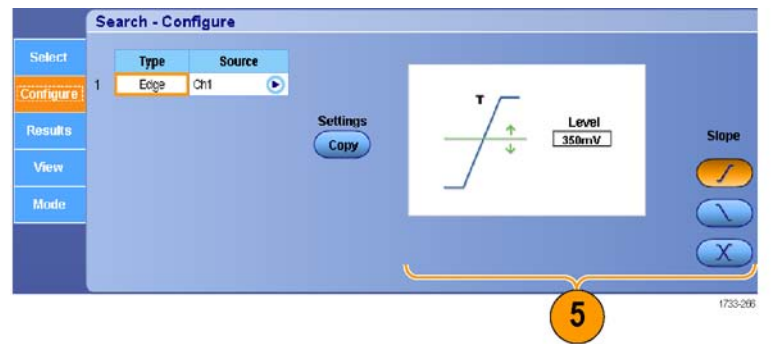 Search - Configure
Select
Configure
Results
View
Mode
Type Source
1 Edge Ch1
Settings
Copy
T
Level
350mV
Slope
5
1733-266